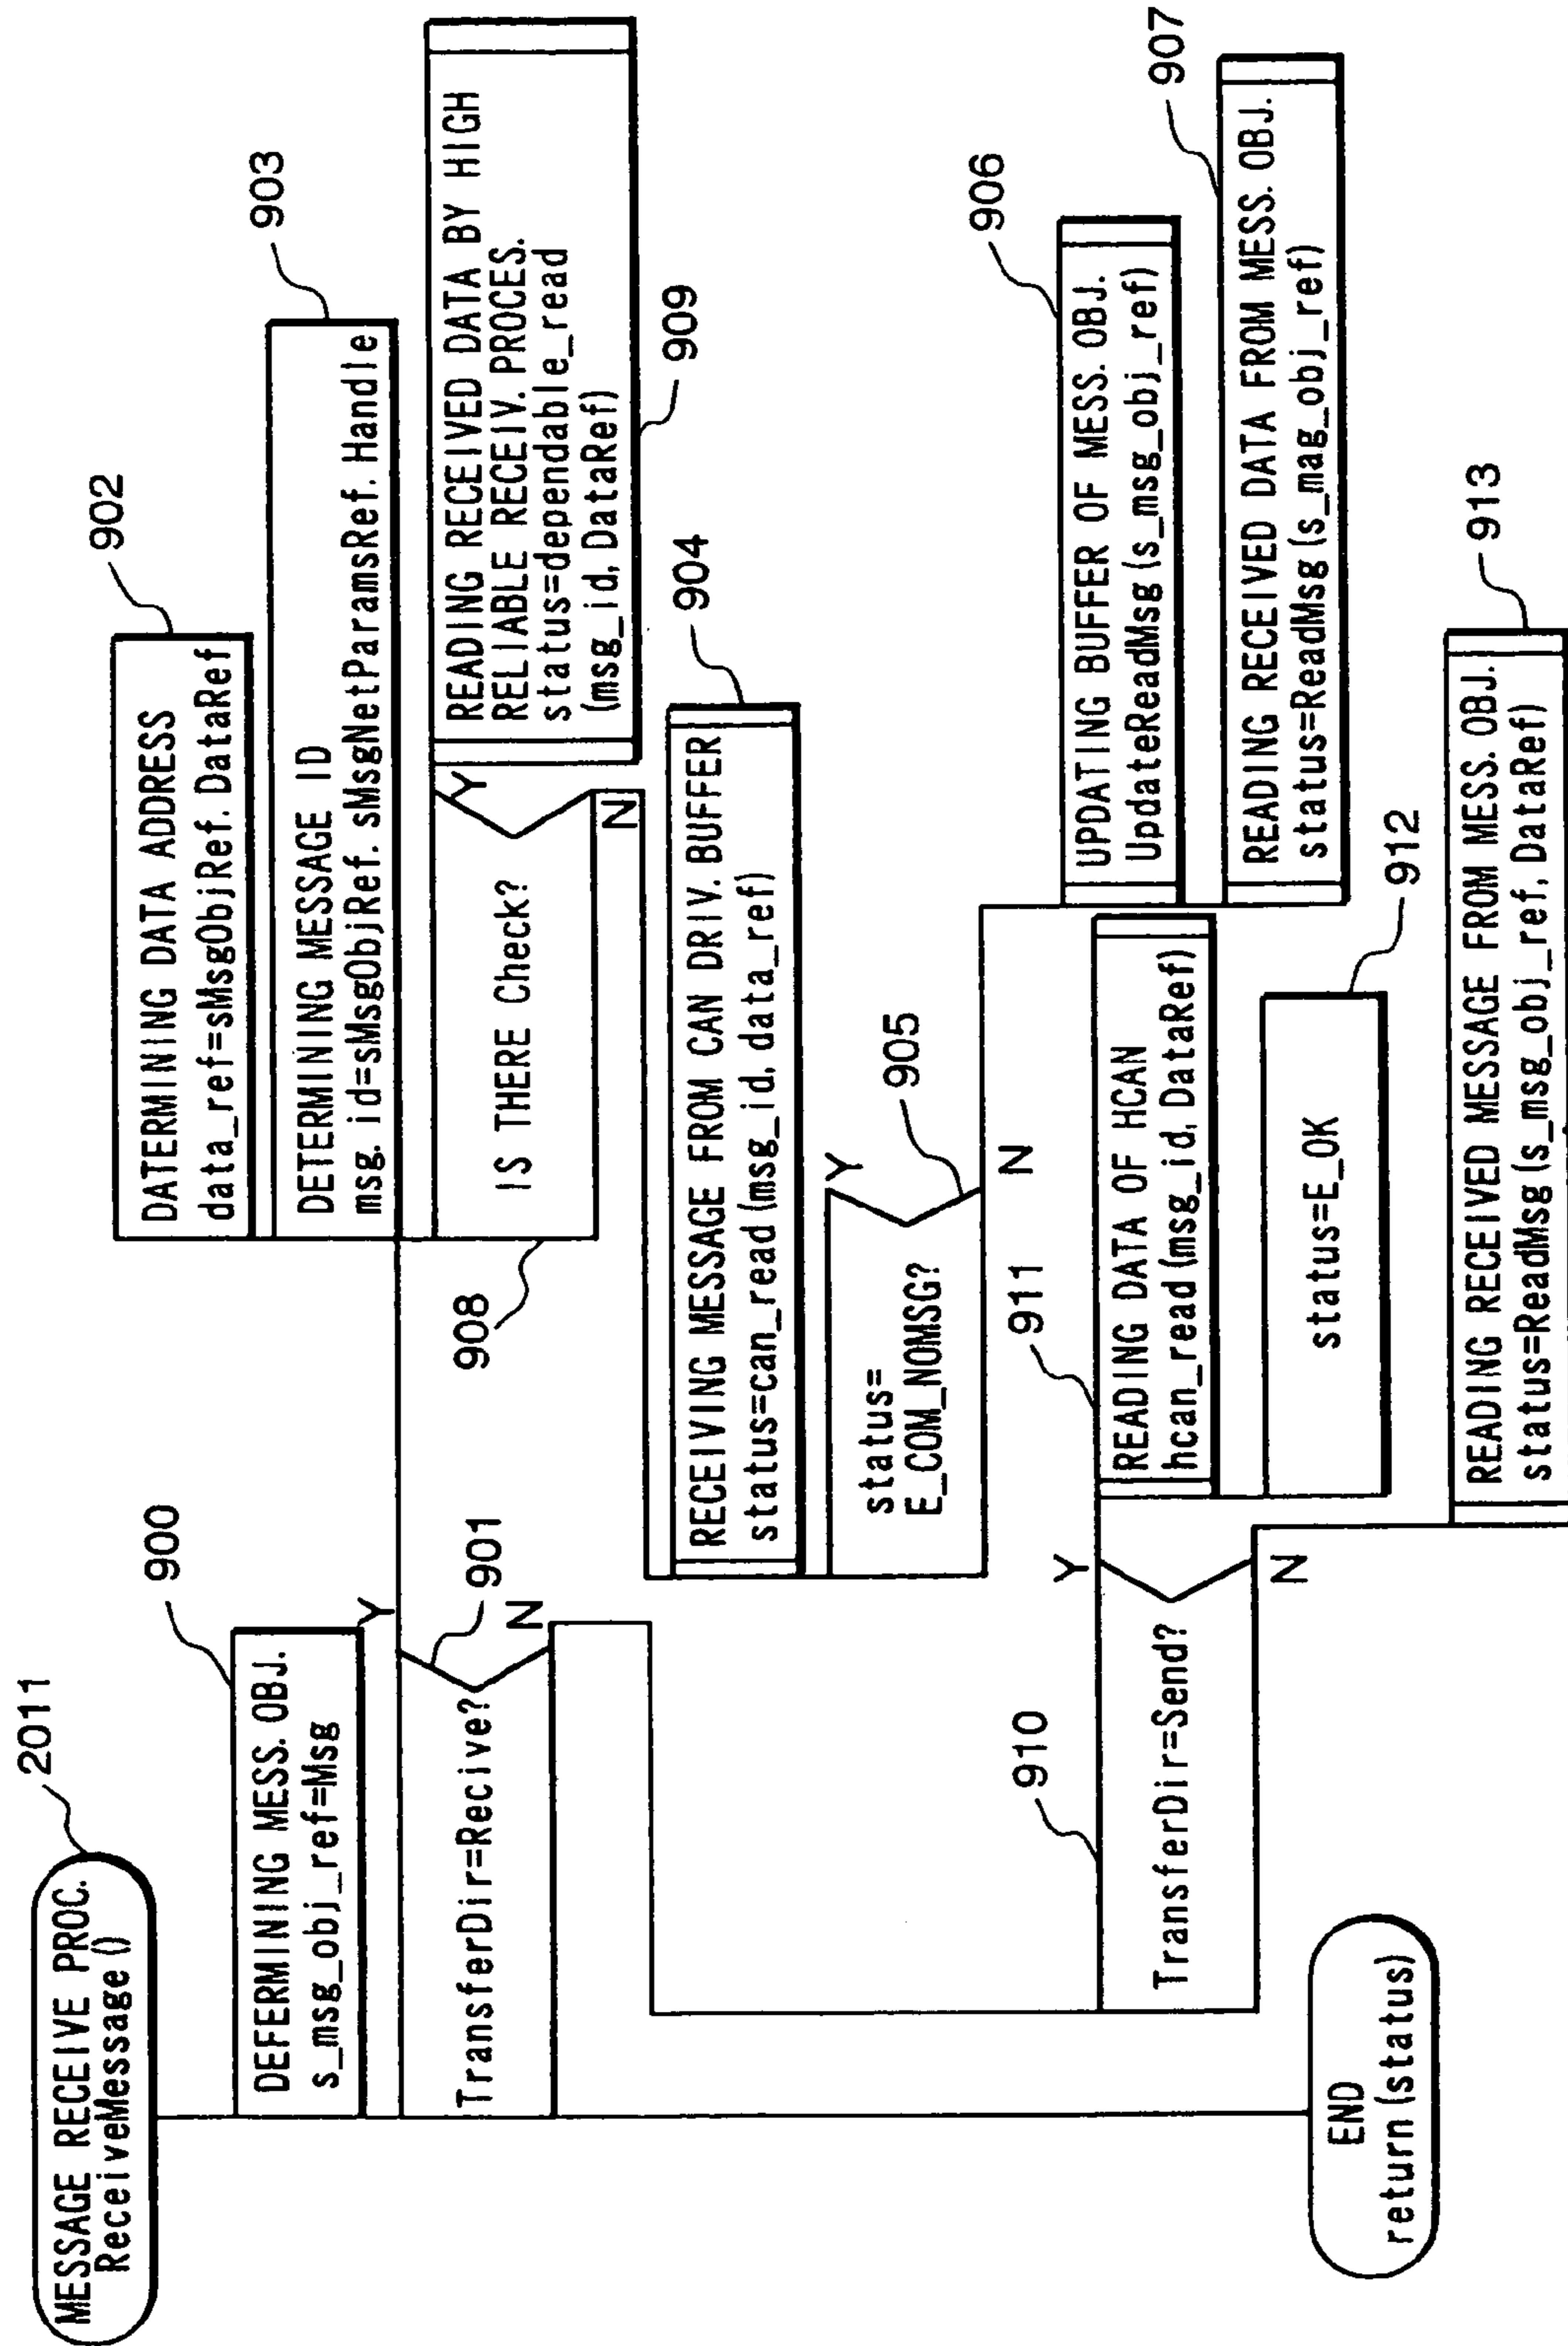 MESSAGE RECEIVE PROC.
ReceiveMessage ()
2011
DEFERMINING MESS. OBJ.
s_msg_obj_ref=Msg
900
TransferDir=Recive?
Y
N
901
DATERMINING DATA ADDRESS
data_ref=sMsgObjRef. DataRef
902
DETERMINING MESSAGE ID
msg. id=sMsgObjRef. sMsgNetParamsRef. Handle
903
IS THERE Check?
Y
N
908
READING RECEIVED DATA BY HIGH
RELIABLE RECEIV. PROCES.
status=dependable_read
(msg_id, DataRef)
909
RECEIVING MESSAGE FROM CAN DRIV. BUFFER
status=can_read (msg_id, data_ref)
904
status=
E_COM_NOMSG?
Y
N
905
UPDATING BUFFER OF MESS. OBJ.
UpdateReadMsg (s_msg_obj_ref)
906
READING RECEIVED DATA FROM MESS. OBJ.
status=ReadMsg (s_mag_obj_ref)
907
TransferDir=Send?
Y
N
910
READING DATA OF HCAN
hcan_read (msg_id, DataRef)
911
status=E_OK
912
READING RECEIVED MESSAGE FROM MESS. OBJ.
status=ReadMsg (s_msg_obj_ref, DataRef)
913
END
return (status)